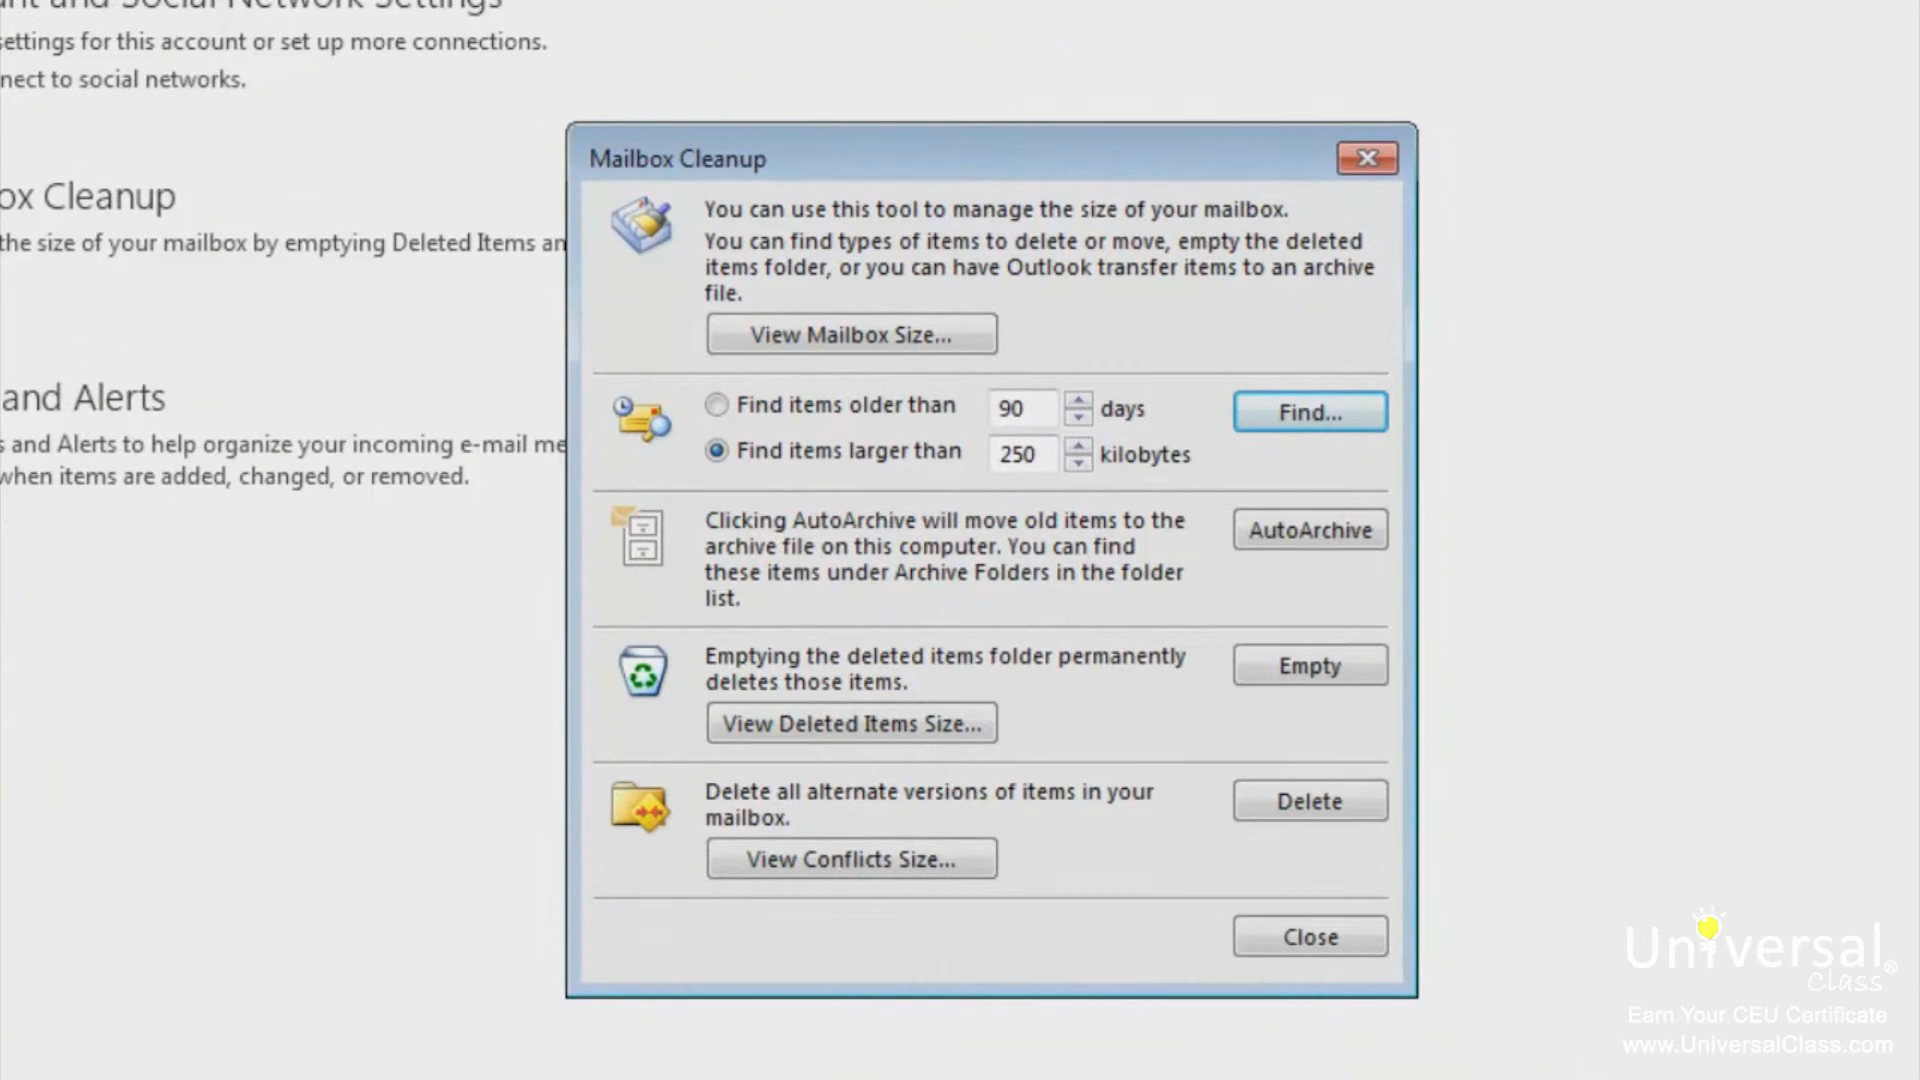 nt and Social Network Settings
settings for this account or set up more connections.
nect to social networks.
ox Cleanup
the size of your mailbox by emptying Deleted Items an
and Alerts
s and Alerts to help organize your incoming e-mail me
when items are added, changed, or removed.
Mailbox Cleanup
You can use this tool to manage the size of your mailbox.
You can find types of items to delete or move, empty the deleted
items folder, or you can have Outlook transfer items to an archive
file.
View Mailbox Size...
Find items older than 90 days
Find...
Find items larger than 250 kilobytes
Clicking AutoArchive will move old items to the
archive file on this computer. You can find
these items under Archive Folders in the folder
list.
AutoArchive
Emptying the deleted items folder permanently
deletes those items.
Empty
View Deleted Items Size...
Delete all alternate versions of items in your
mailbox.
Delete
View Conflicts Size...
Close
Universal
Class®
Earn Your CEU Certificate
www.UniversalClass.com